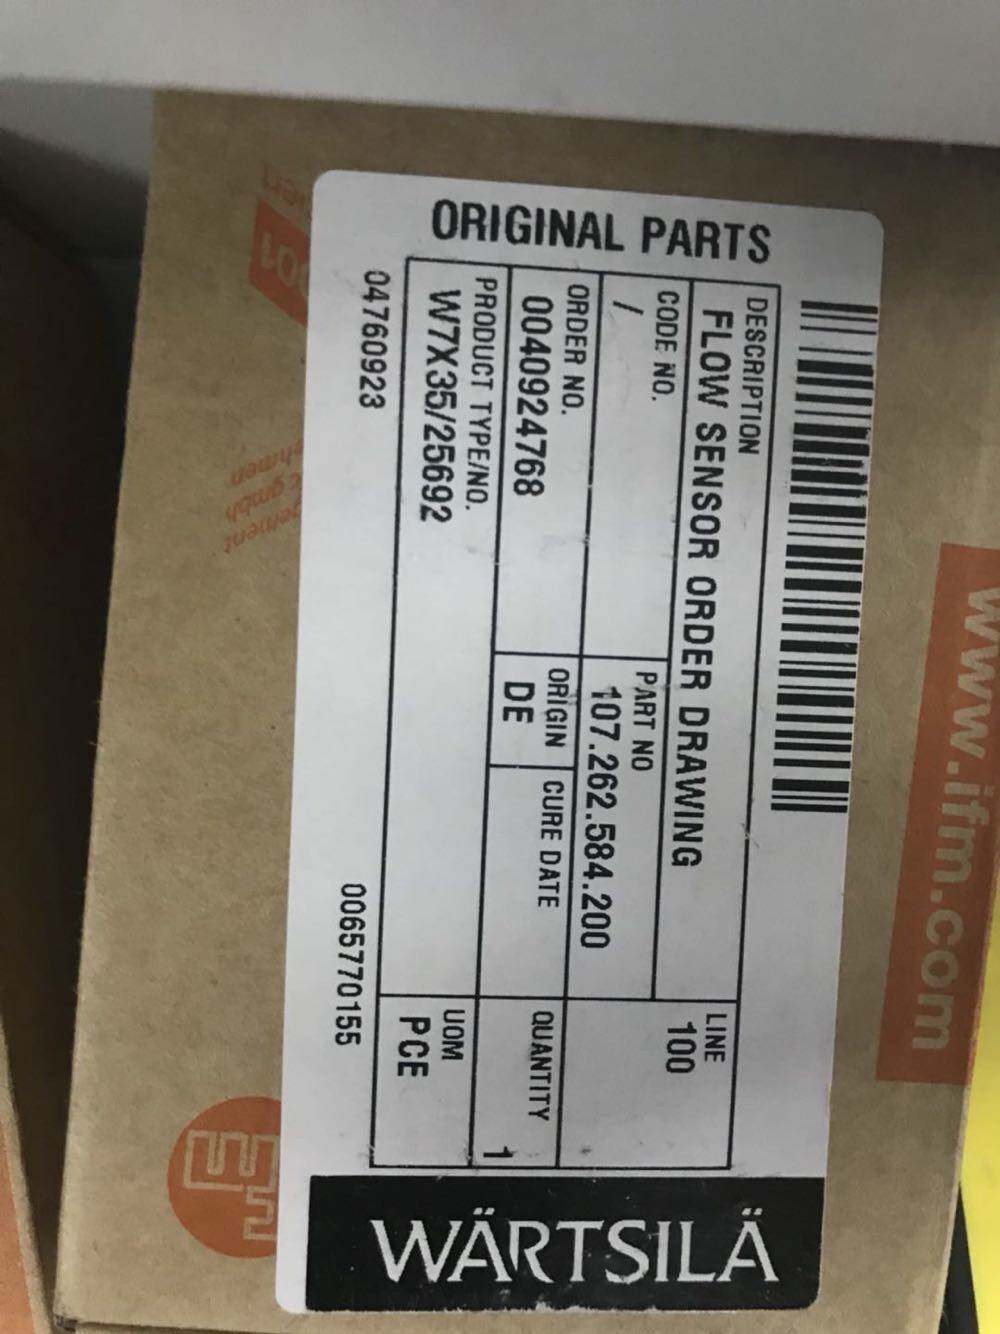 ORIGINAL PARTS
WÄRTSILÄ
DESCRIPTION
FLOW SENSOR ORDER DRAWING
LINE
100
CODE NO.
/
PART NO
107.262.584.200
ORDER NO.
0040924768
ORIGIN
DE
CURE DATE
QUANTITY
1
PRODUCT TYPE/NO.
W7X35/25692
UOM
PCE
04760923
0065770155
www.ifm.com